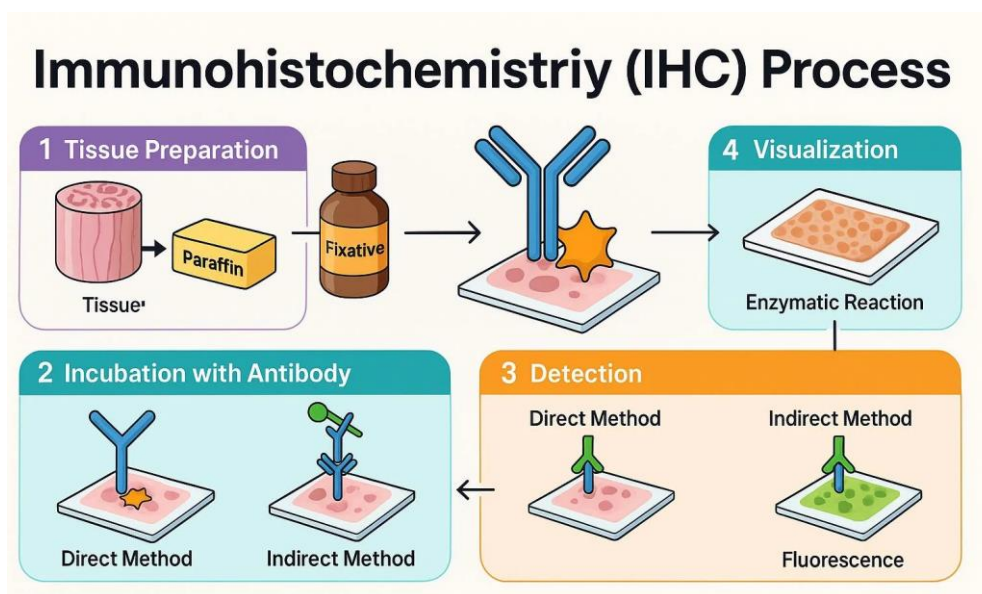 Immunohistochemistriy (IHC) Process
1 Tissue Preparation
Paraffin
Tissue
Fixative
4 Visualization
Enzymatic Reaction
2 Incubation with Antibody
Direct Method
Indirect Method
3 Detection
Direct Method
Indirect Method
Fluorescence